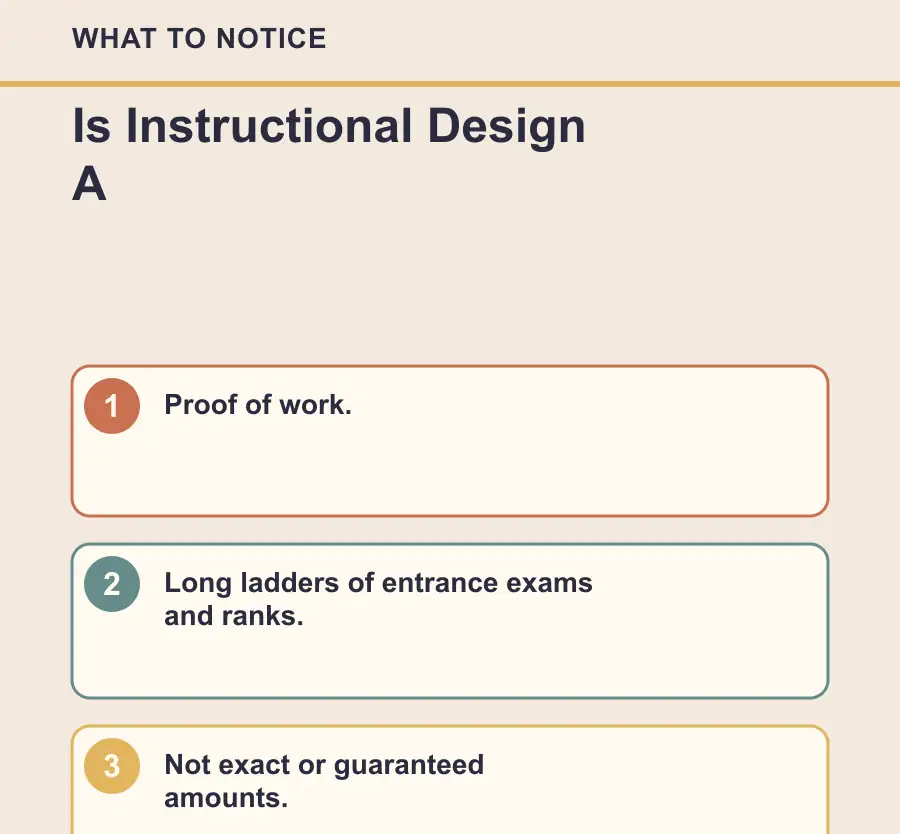 WHAT TO NOTICE
Is Instructional Design
A
1
Proof of work.
2
Long ladders of entrance exams
and ranks.
3
Not exact or guaranteed
amounts.